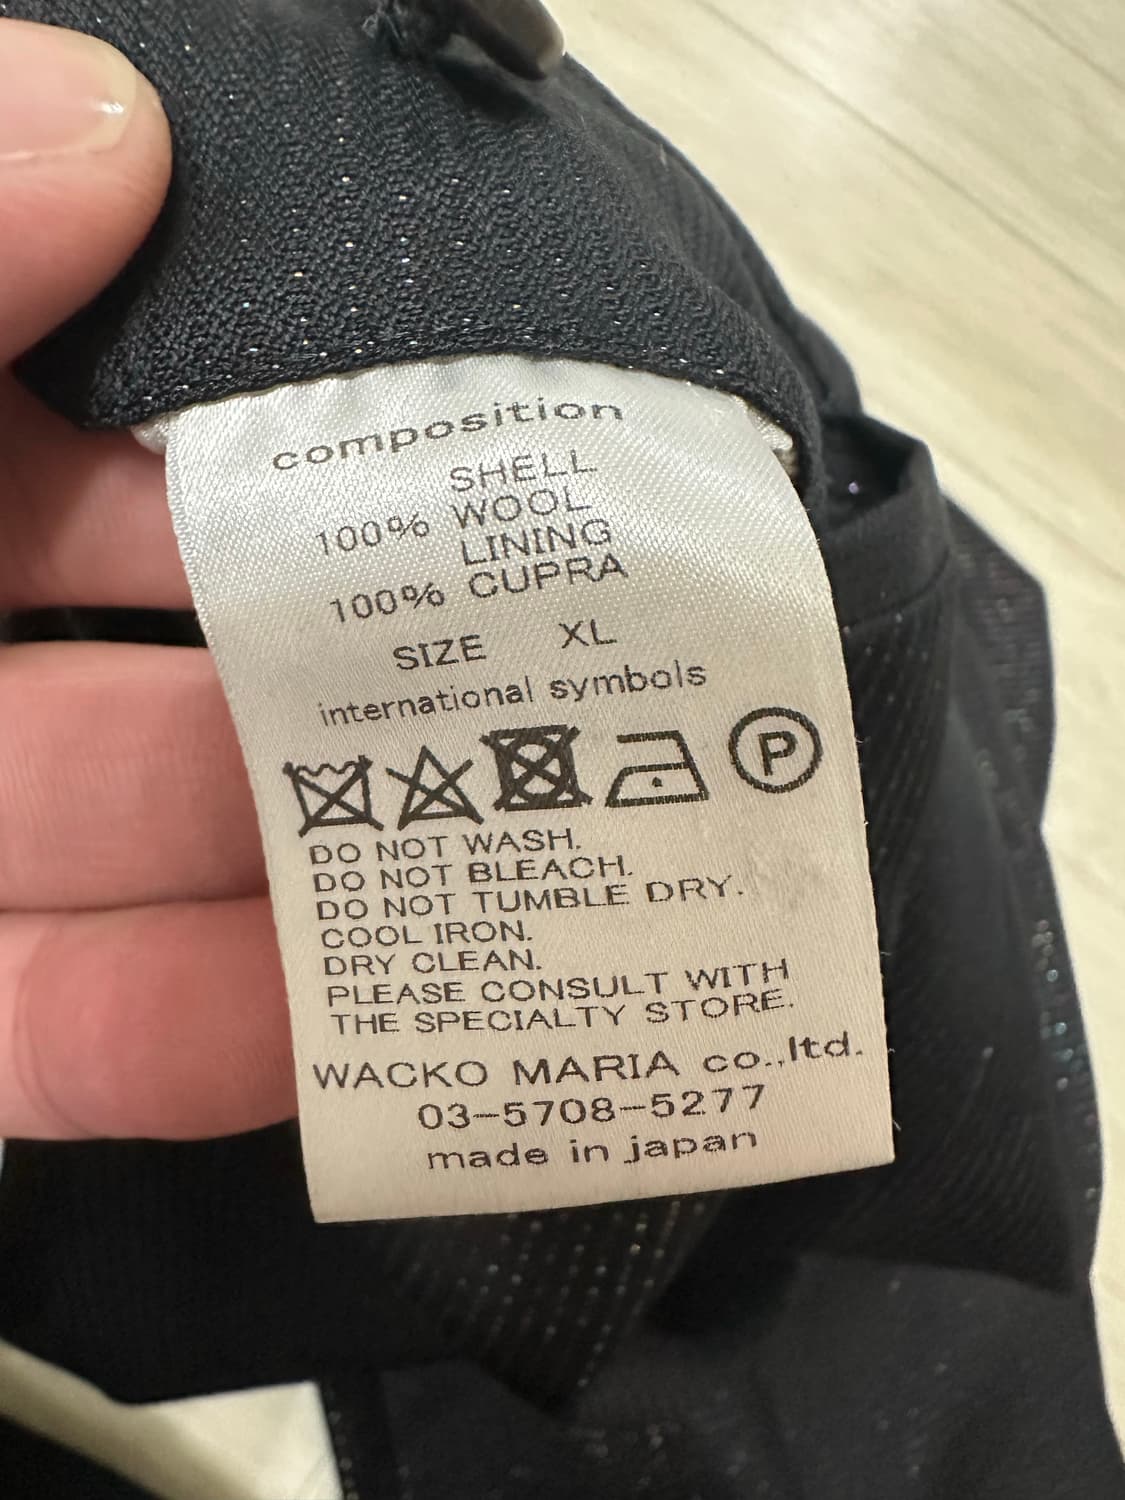 composition
SHELL
100% WOOL
LINING
100% CUPRA
SIZE XL
international symbols
P
DO NOT WASH.
DO NOT BLEACH.
DO NOT TUMBLE DRY.
COOL IRON.
DRY CLEAN.
PLEASE CONSULT WITH
THE SPECIALTY STORE.
WACKO MARIA co.,ltd.
03-5708-5277
made in japan